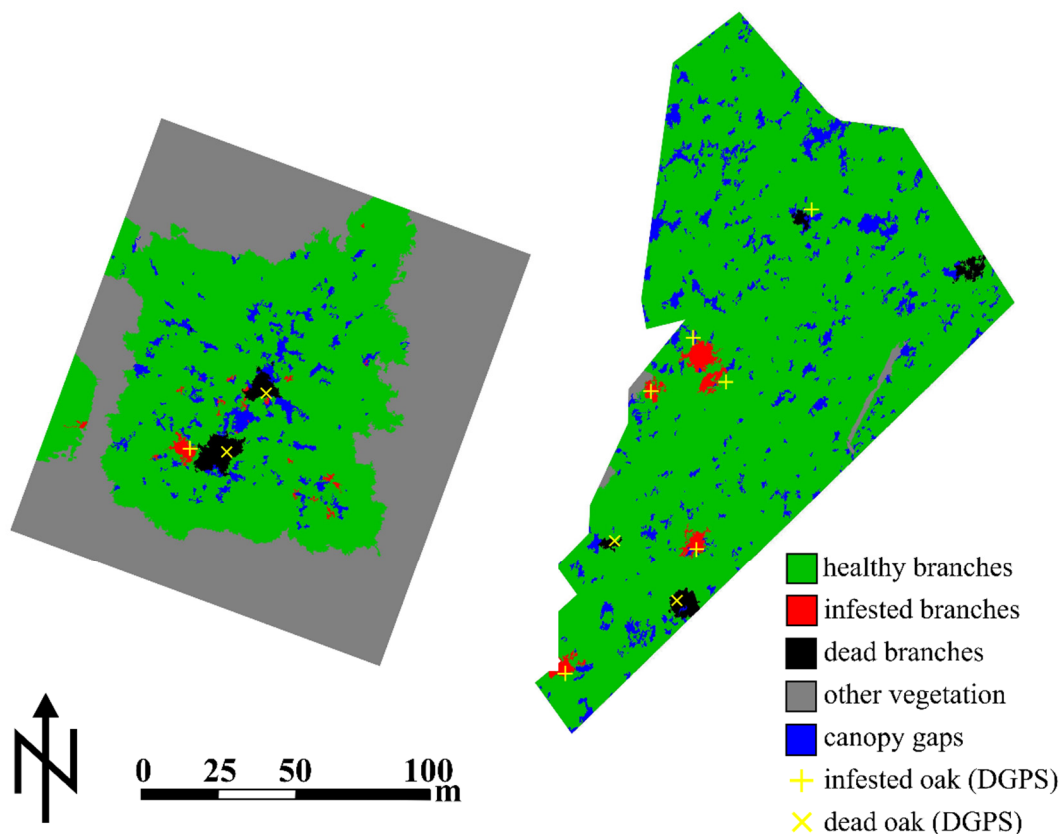 healthy branches
infested branches
dead branches
other vegetation
canopy gaps
infested oak (DGPS)
dead oak (DGPS)
N
0 25 50 100
m